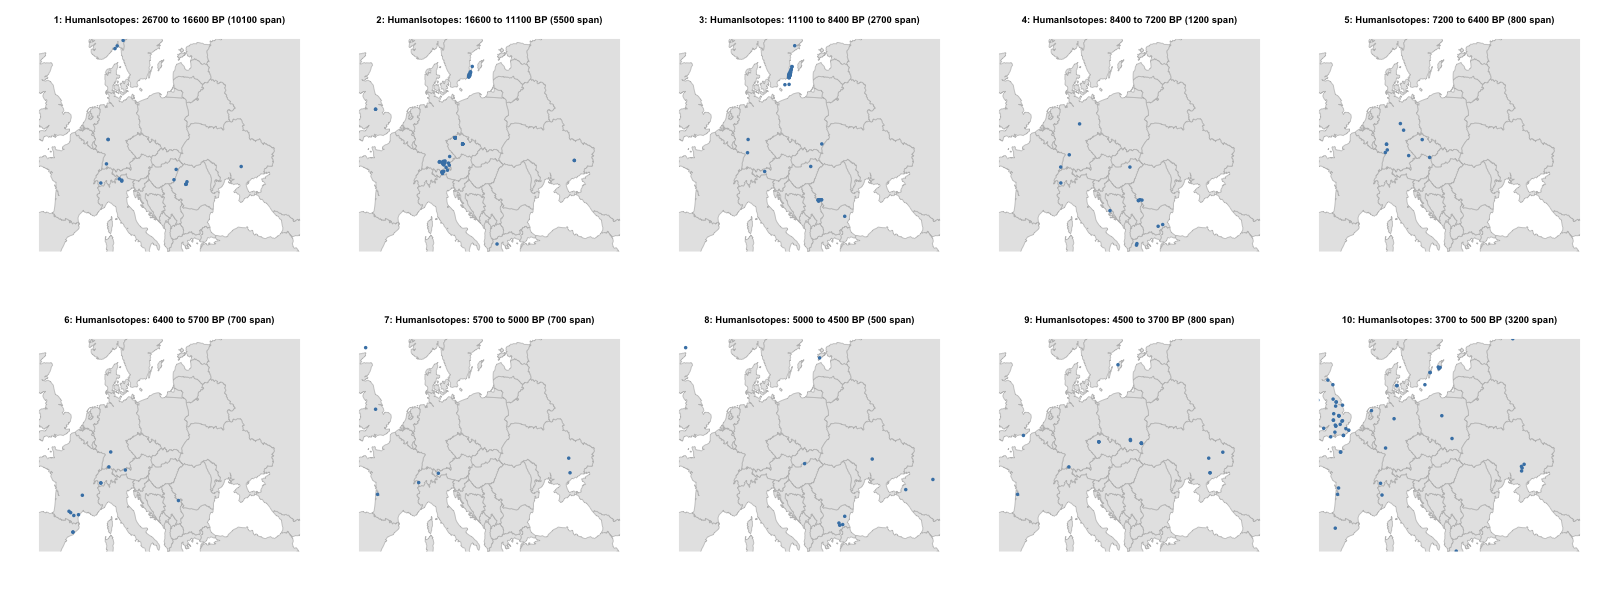 1: HumanIsotopes: 26700 to 16600 BP (10100 span)
2: HumanIsotopes: 16600 to 11100 BP (5500 span)
3: HumanIsotopes: 11100 to 8400 BP (2700 span)
4: HumanIsotopes: 8400 to 7200 BP (1200 span)
5: HumanIsotopes: 7200 to 6400 BP (800 span)
6: HumanIsotopes: 6400 to 5700 BP (700 span)
7: HumanIsotopes: 5700 to 5000 BP (700 span)
8: HumanIsotopes: 5000 to 4500 BP (500 span)
9: HumanIsotopes: 4500 to 3700 BP (800 span)
10: HumanIsotopes: 3700 to 500 BP (3200 span)